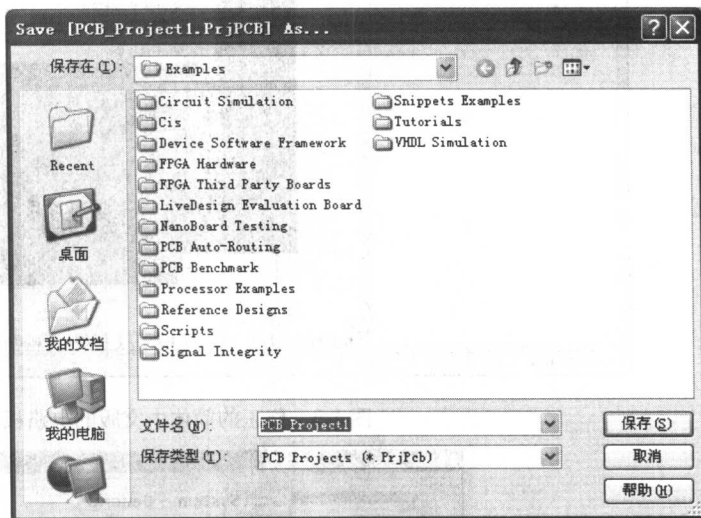 Save [PCB_Project1.PrjPCB] As...
保存在(I):
Examples
Recent
桌面
我的文档
我的电脑
Circuit Simulation
Cis
Device Software Framework
FPGA Hardware
FPGA Third Party Boards
LiveDesign Evaluation Board
NanoBoard Testing
PCB Auto-Routing
PCB Benchmark
Processor Examples
Reference Designs
Scripts
Signal Integrity
Snippets Examples
Tutorials
VHDL Simulation
文件名(N):
PCB_Project1
保存(S)
保存类型(T):
PCB Projects (*.PrjPcb)
取消
帮助(H)